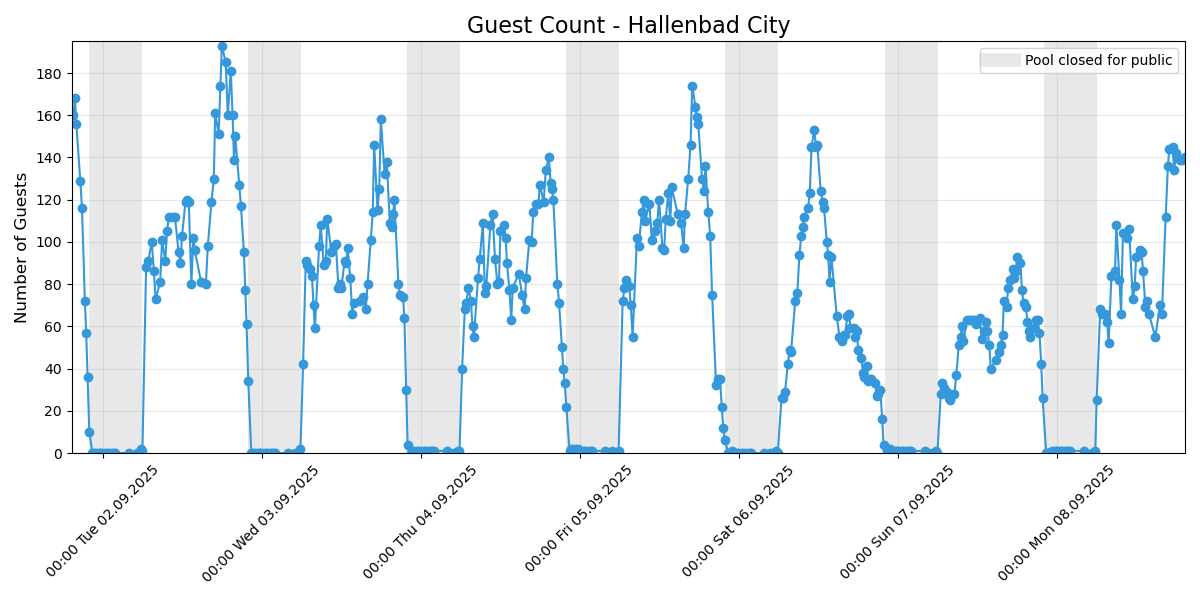 Guest Count - Hallenbad City
Pool closed for public
Number of Guests
180
160
140
120
100
80
60
40
20
0
00:00 Tue 02.09.2025
00:00 Wed 03.09.2025
00:00 Thu 04.09.2025
00:00 Fri 05.09.2025
00:00 Sat 06.09.2025
00:00 Sun 07.09.2025
00:00 Mon 08.09.2025